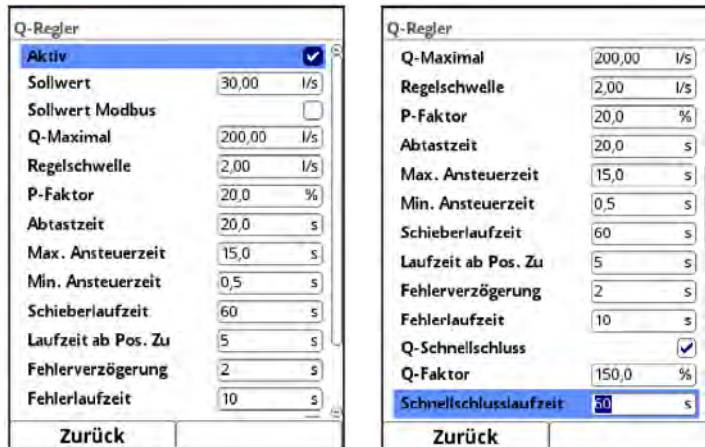 Q-Regler
Aktiv
Sollwert 30,00 l/s
Sollwert Modbus
Q-Maximal 200,00 l/s
Regelschwelle 2,00 l/s
P-Faktor 20,0 %
Abtastzeit 20,0 s
Max. Ansteuerzeit 15,0 s
Min. Ansteuerzeit 0,5 s
Schieberlaufzeit 60 s
Laufzeit ab Pos. Zu 5 s
Fehlerverzögerung 2 s
Fehlerlaufzeit 10 s
Zurück
Q-Regler
Q-Maximal 200,00 l/s
Regelschwelle 2,00 l/s
P-Faktor 20,0 %
Abtastzeit 20,0 s
Max. Ansteuerzeit 15,0 s
Min. Ansteuerzeit 0,5 s
Schieberlaufzeit 60 s
Laufzeit ab Pos. Zu 5 s
Fehlerverzögerung 2 s
Fehlerlaufzeit 10 s
Q-Schnellschluss
Q-Faktor 150,0 %
Schnellschlusslaufzeit 60 s
Zurück